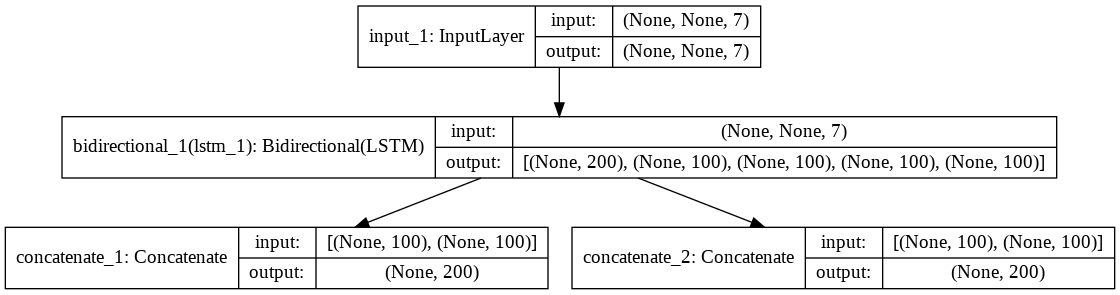 input_1: InputLayer
input: (None, None, 7)
output: (None, None, 7)
bidirectional_1(lstm_1): Bidirectional(LSTM)
input: (None, None, 7)
output: [(None, 200), (None, 100), (None, 100), (None, 100), (None, 100)]
concatenate_1: Concatenate
input: [(None, 100), (None, 100)]
output: (None, 200)
concatenate_2: Concatenate
input: [(None, 100), (None, 100)]
output: (None, 200)